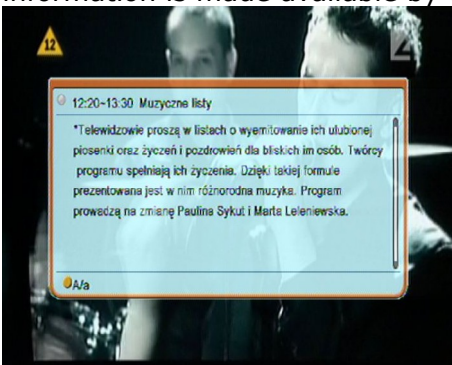 information is made available by
12
4
12:20~13:30 Muzyczne listy
"Telewidzowie proszą w listach o wyemitowanie ich ulubionej
piosenki oraz życzeń i pozdrowień dla bliskich im osób. Twórcy
programu spełniają ich życzenia. Dzięki takiej formule
prezentowana jest w nim różnorodna muzyka. Program
prowadzą na zmianę Paulina Sykut i Marta Leleniewska.
A/a